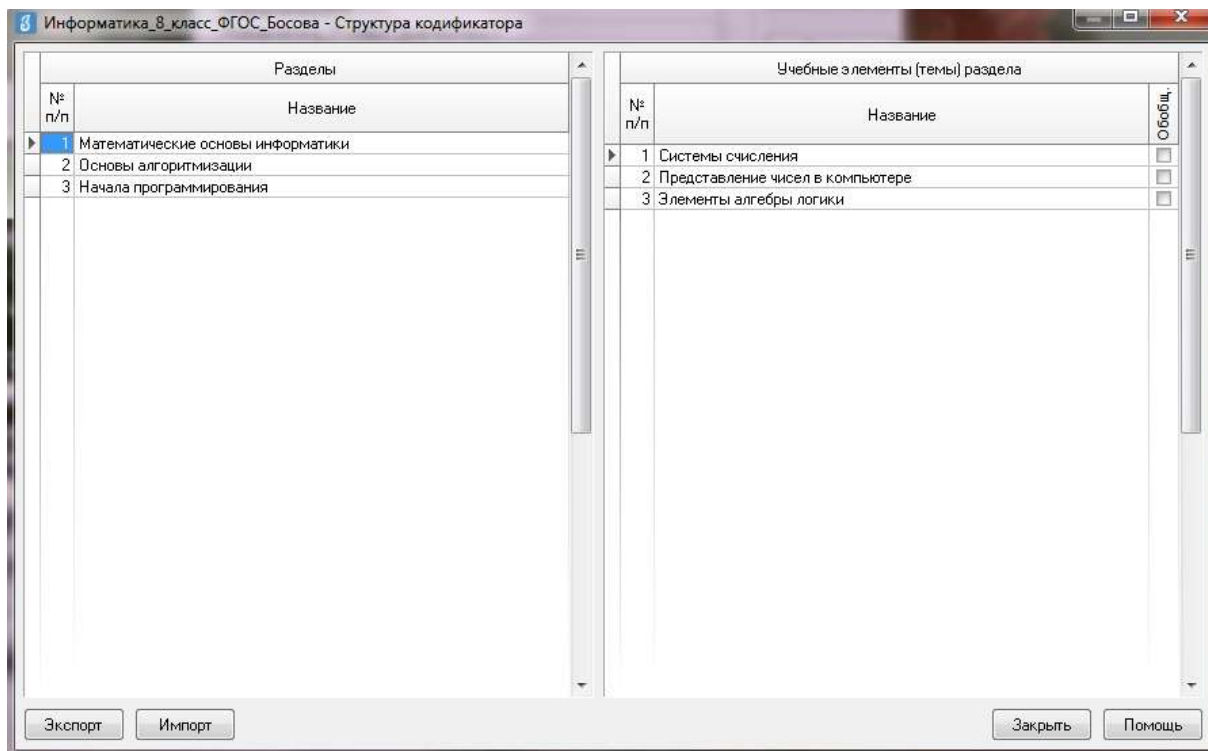 Информатика_8_класс_ФГОС_Босова - Структура кодификатора
Разделы
№ п/п Название
1 Математические основы информатики
2 Основы алгоритмизации
3 Начала программирования
Учебные элементы (темы) раздела
№ п/п Название Обобщ.
1 Системы счисления
2 Представление чисел в компьютере
3 Элементы алгебры логики
Экспорт Импорт Закрыть Помощь